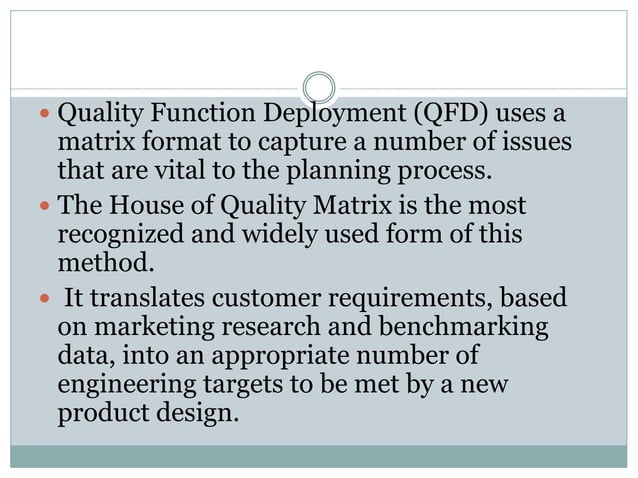 • Quality Function Deployment (QFD) uses a
matrix format to capture a number of issues
that are vital to the planning process.
• The House of Quality Matrix is the most
recognized and widely used form of this
method.
• It translates customer requirements, based
on marketing research and benchmarking
data, into an appropriate number of
engineering targets to be met by a new
product design.